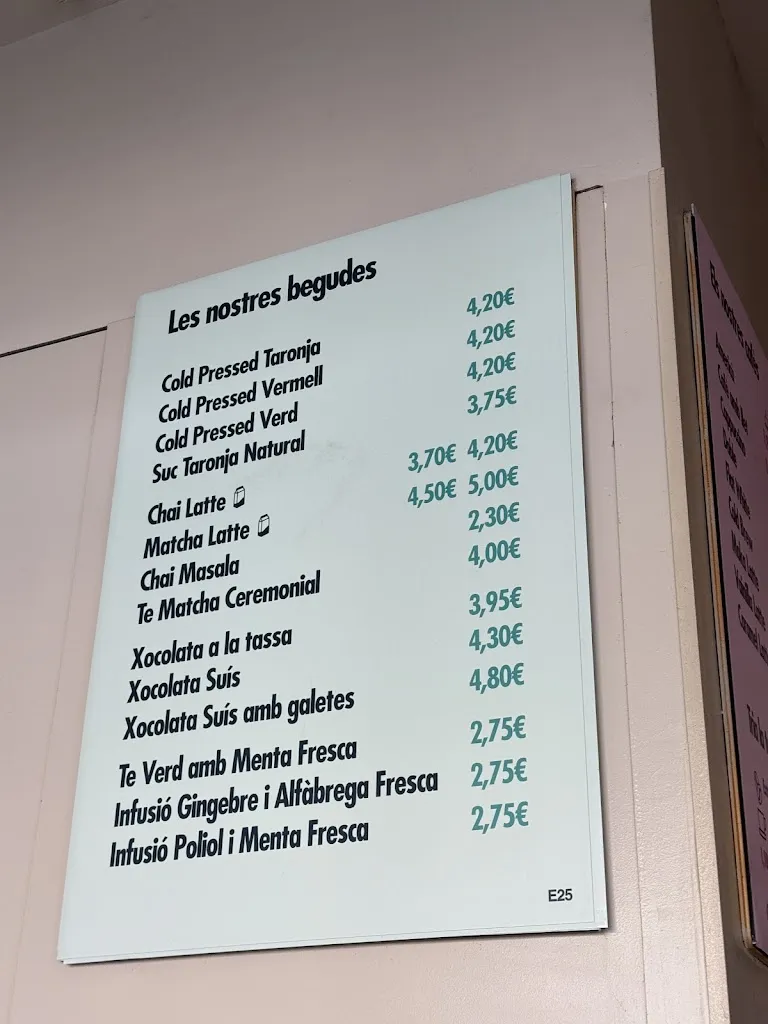 Les nostres begudes
Cold Pressed Taronja 4,20€
Cold Pressed Vermell 4,20€
Cold Pressed Verd 4,20€
Suc Taronja Natural 3,75€
Chai Latte 3,70€ 4,20€
Matcha Latte 4,50€ 5,00€
Chai Masala 2,30€
Te Matcha Ceremonial 4,00€
Xocolata a la tassa 3,95€
Xocolata Suís 4,30€
Xocolata Suís amb galetes 4,80€
Te Verd amb Menta Fresca 2,75€
Infusió Gingebre i Alfàbrega Fresca 2,75€
Infusió Poliol i Menta Fresca 2,75€
E25